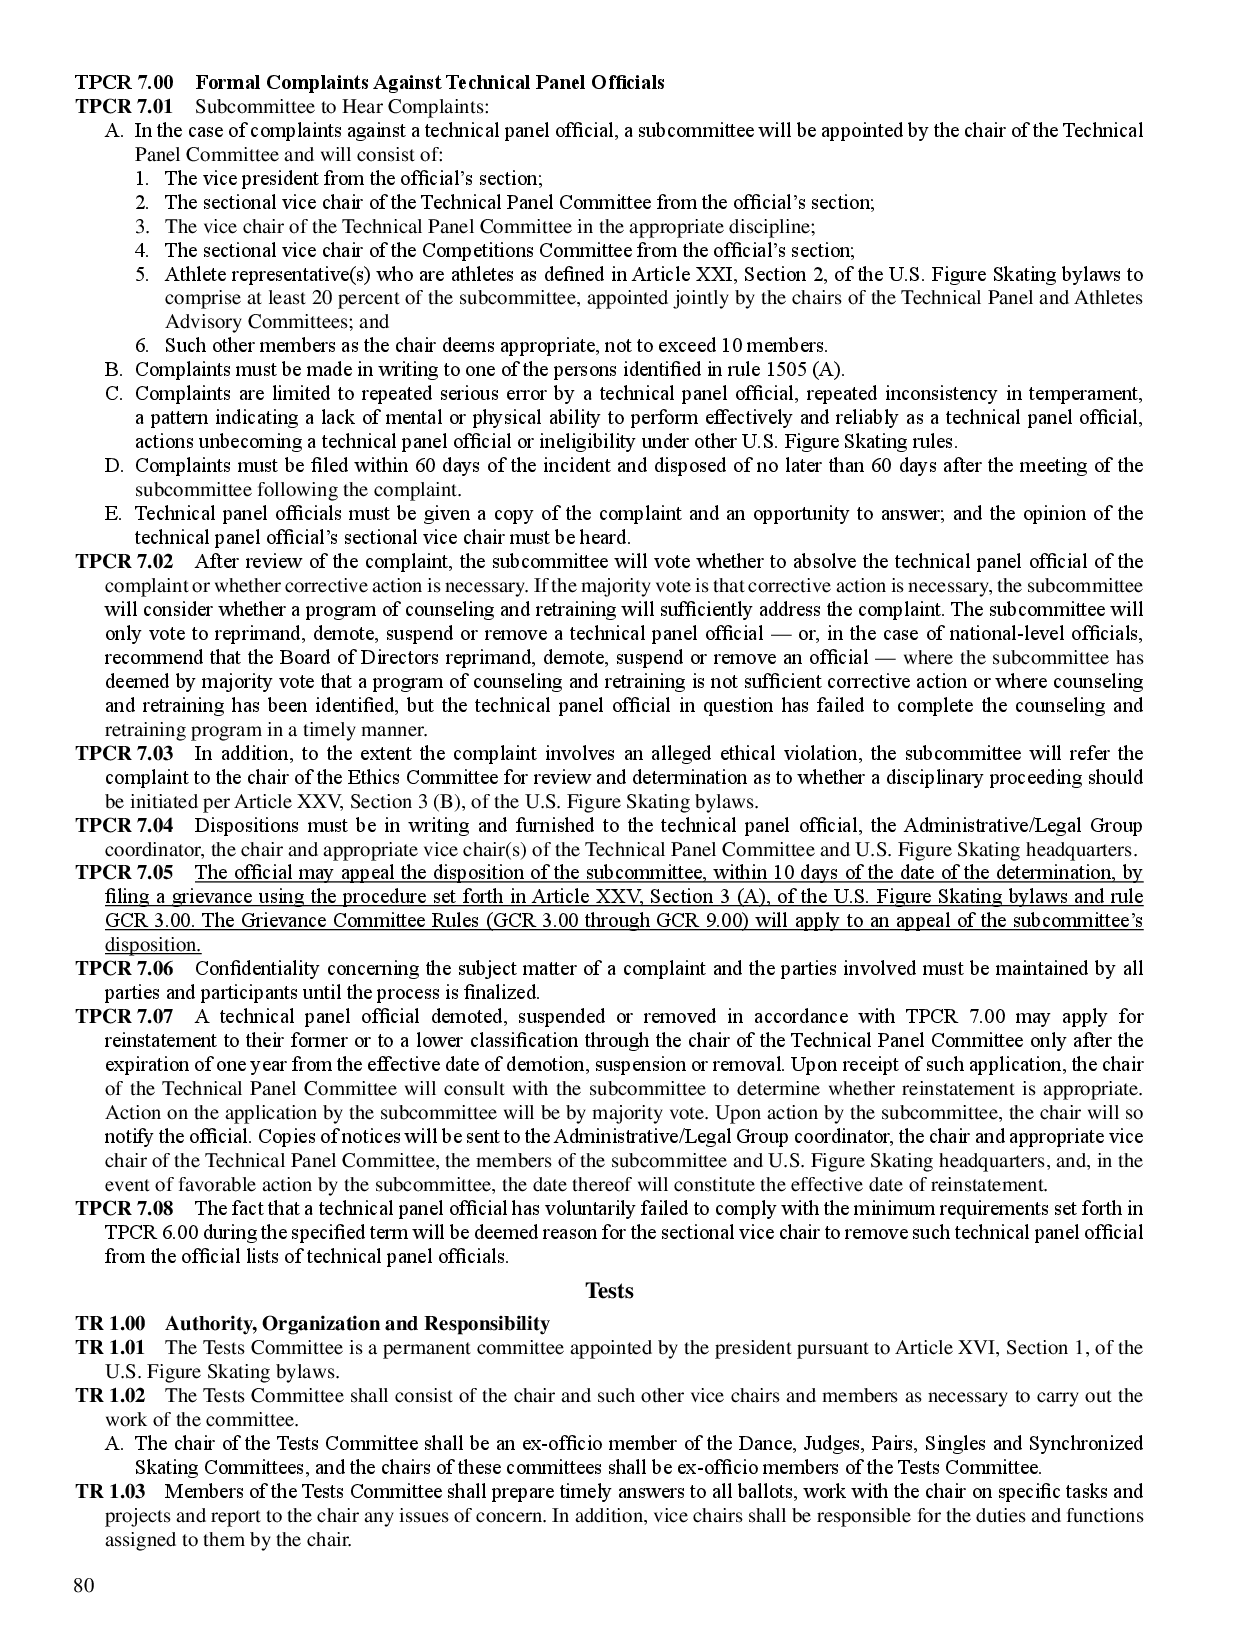 TPCR 7.00 Formal Complaints Against Technical Panel Officials
TPCR 7.01 Subcommittee to Hear Complaints:
A. In the case of complaints against a technical panel official, a subcommittee will be appointed by the chair of the Technical
Panel Committee and will consist of:
1. The vice president from the official’s section;
2. The sectional vice chair of the Technical Panel Committee from the official’s section;
3. The vice chair of the Technical Panel Committee in the appropriate discipline;
4. The sectional vice chair of the Competitions Committee from the official’s section;
5. Athlete representative(s) who are athletes as defined in Article XXI, Section 2, of the U.S. Figure Skating bylaws to
comprise at least 20 percent of the subcommittee, appointed jointly by the chairs of the Technical Panel and Athletes
Advisory Committees; and
6. Such other members as the chair deems appropriate, not to exceed 10 members.
B. Complaints must be made in writing to one of the persons identified in rule 1505 (A).
C. Complaints are limited to repeated serious error by a technical panel official, repeated inconsistency in temperament,
a pattern indicating a lack of mental or physical ability to perform effectively and reliably as a technical panel official,
actions unbecoming a technical panel official or ineligibility under other U.S. Figure Skating rules.
D. Complaints must be filed within 60 days of the incident and disposed of no later than 60 days after the meeting of the
subcommittee following the complaint.
E. Technical panel officials must be given a copy of the complaint and an opportunity to answer; and the opinion of the
technical panel official’s sectional vice chair must be heard.
TPCR 7.02 After review of the complaint, the subcommittee will vote whether to absolve the technical panel official of the
complaint or whether corrective action is necessary. If the majority vote is that corrective action is necessary, the subcommittee
will consider whether a program of counseling and retraining will sufficiently address the complaint. The subcommittee will
only vote to reprimand, demote, suspend or remove a technical panel official — or, in the case of national-level officials,
recommend that the Board of Directors reprimand, demote, suspend or remove an official — where the subcommittee has
deemed by majority vote that a program of counseling and retraining is not sufficient corrective action or where counseling
and retraining has been identified, but the technical panel official in question has failed to complete the counseling and
retraining program in a timely manner.
TPCR 7.03 In addition, to the extent the complaint involves an alleged ethical violation, the subcommittee will refer the
complaint to the chair of the Ethics Committee for review and determination as to whether a disciplinary proceeding should
be initiated per Article XXV, Section 3 (B), of the U.S. Figure Skating bylaws.
TPCR 7.04 Dispositions must be in writing and furnished to the technical panel official, the Administrative/Legal Group
coordinator, the chair and appropriate vice chair(s) of the Technical Panel Committee and U.S. Figure Skating headquarters.
TPCR 7.05 The official may appeal the disposition of the subcommittee, within 10 days of the date of the determination, by
filing a grievance using the procedure set forth in Article XXV, Section 3 (A), of the U.S. Figure Skating bylaws and rule
GCR 3.00. The Grievance Committee Rules (GCR 3.00 through GCR 9.00) will apply to an appeal of the subcommittee’s
disposition.
TPCR 7.06 Confidentiality concerning the subject matter of a complaint and the parties involved must be maintained by all
parties and participants until the process is finalized.
TPCR 7.07 A technical panel official demoted, suspended or removed in accordance with TPCR 7.00 may apply for
reinstatement to their former or to a lower classification through the chair of the Technical Panel Committee only after the
expiration of one year from the effective date of demotion, suspension or removal. Upon receipt of such application, the chair
of the Technical Panel Committee will consult with the subcommittee to determine whether reinstatement is appropriate.
Action on the application by the subcommittee will be by majority vote. Upon action by the subcommittee, the chair will so
notify the official. Copies of notices will be sent to the Administrative/Legal Group coordinator, the chair and appropriate vice
chair of the Technical Panel Committee, the members of the subcommittee and U.S. Figure Skating headquarters, and, in the
event of favorable action by the subcommittee, the date thereof will constitute the effective date of reinstatement.
TPCR 7.08 The fact that a technical panel official has voluntarily failed to comply with the minimum requirements set forth in
TPCR 6.00 during the specified term will be deemed reason for the sectional vice chair to remove such technical panel official
from the official lists of technical panel officials.
Tests
TR 1.00 Authority, Organization and Responsibility
TR 1.01 The Tests Committee is a permanent committee appointed by the president pursuant to Article XVI, Section 1, of the
U.S. Figure Skating bylaws.
TR 1.02 The Tests Committee shall consist of the chair and such other vice chairs and members as necessary to carry out the
work of the committee.
A. The chair of the Tests Committee shall be an ex-officio member of the Dance, Judges, Pairs, Singles and Synchronized
Skating Committees, and the chairs of these committees shall be ex-officio members of the Tests Committee.
TR 1.03 Members of the Tests Committee shall prepare timely answers to all ballots, work with the chair on specific tasks and
projects and report to the chair any issues of concern. In addition, vice chairs shall be responsible for the duties and functions
assigned to them by the chair.
80